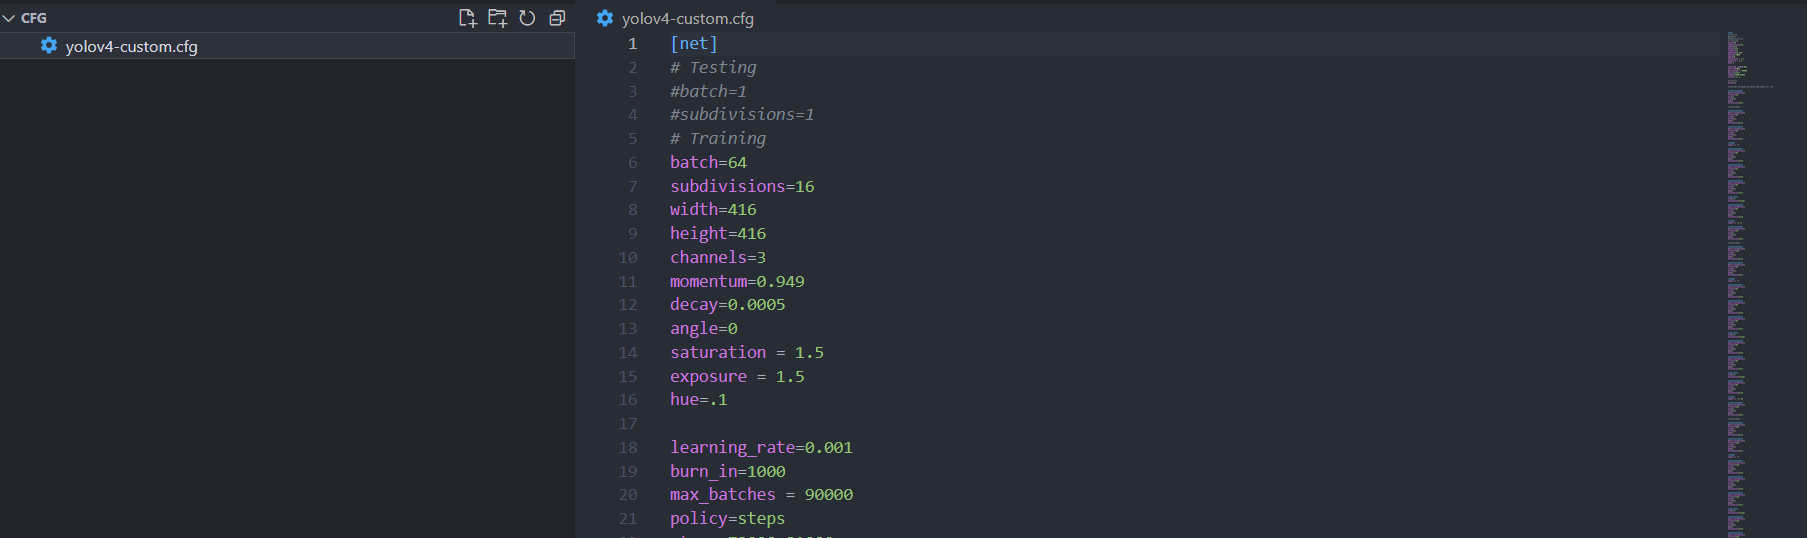 CFG
yolov4-custom.cfg
yolov4-custom.cfg
1 [net]
2 # Testing
3 #batch=1
4 #subdivisions=1
5 # Training
6 batch=64
7 subdivisions=16
8 width=416
9 height=416
10 channels=3
11 momentum=0.949
12 decay=0.0005
13 angle=0
14 saturation = 1.5
15 exposure = 1.5
16 hue=.1
17
18 learning_rate=0.001
19 burn_in=1000
20 max_batches = 90000
21 policy=steps